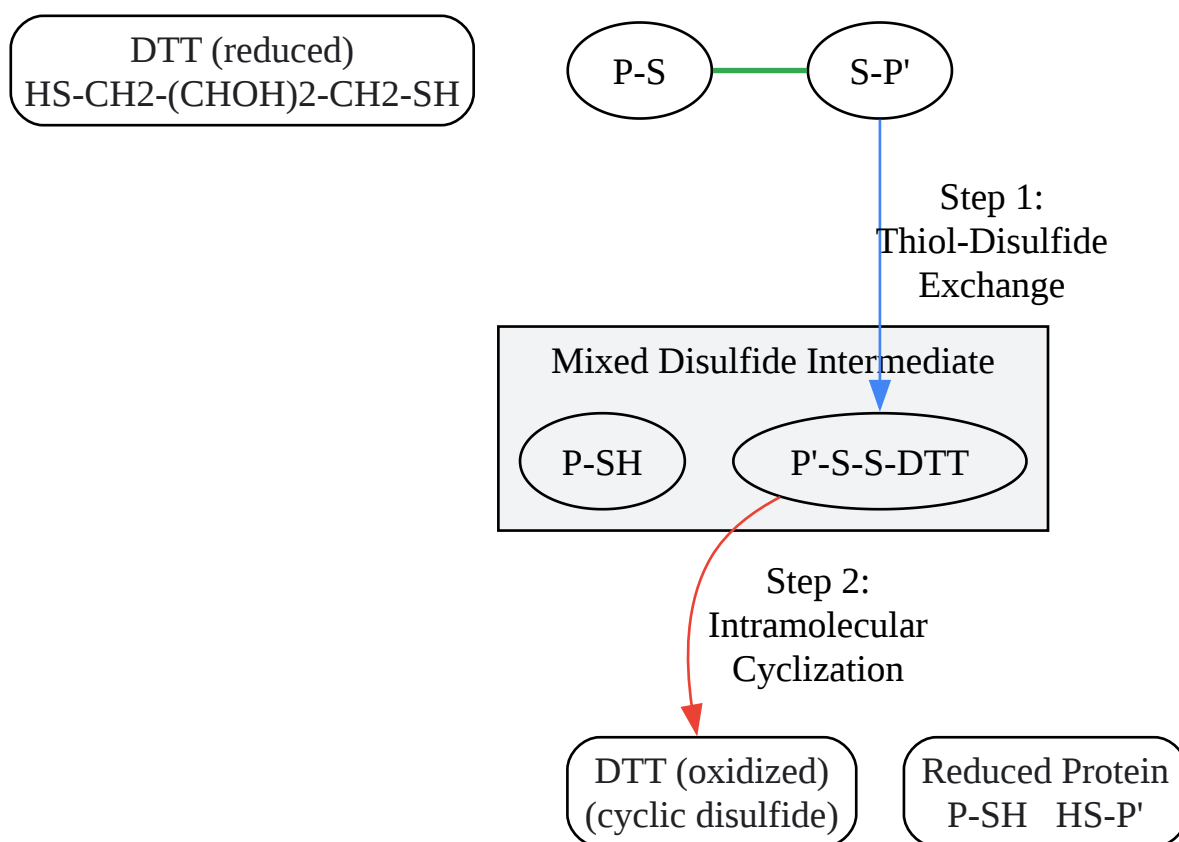 DTT (reduced)
HS-CH2-(CHOH)2-CH2-SH
P-S
S-P'
Step 1:
Thiol-Disulfide
Exchange
Mixed Disulfide Intermediate
P-SH
P'-S-S-DTT
Step 2:
Intramolecular
Cyclization
DTT (oxidized)
(cyclic disulfide)
Reduced Protein
P-SH   HS-P'